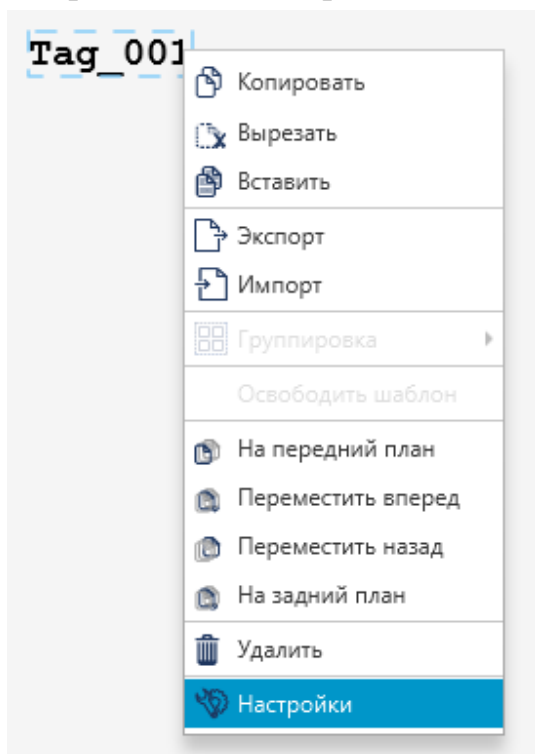 Tag_001
Копировать
Вырезать
Вставить
Экспорт
Импорт
Группировка
Освободить шаблон
На передний план
Переместить вперед
Переместить назад
На задний план
Удалить
Настройки